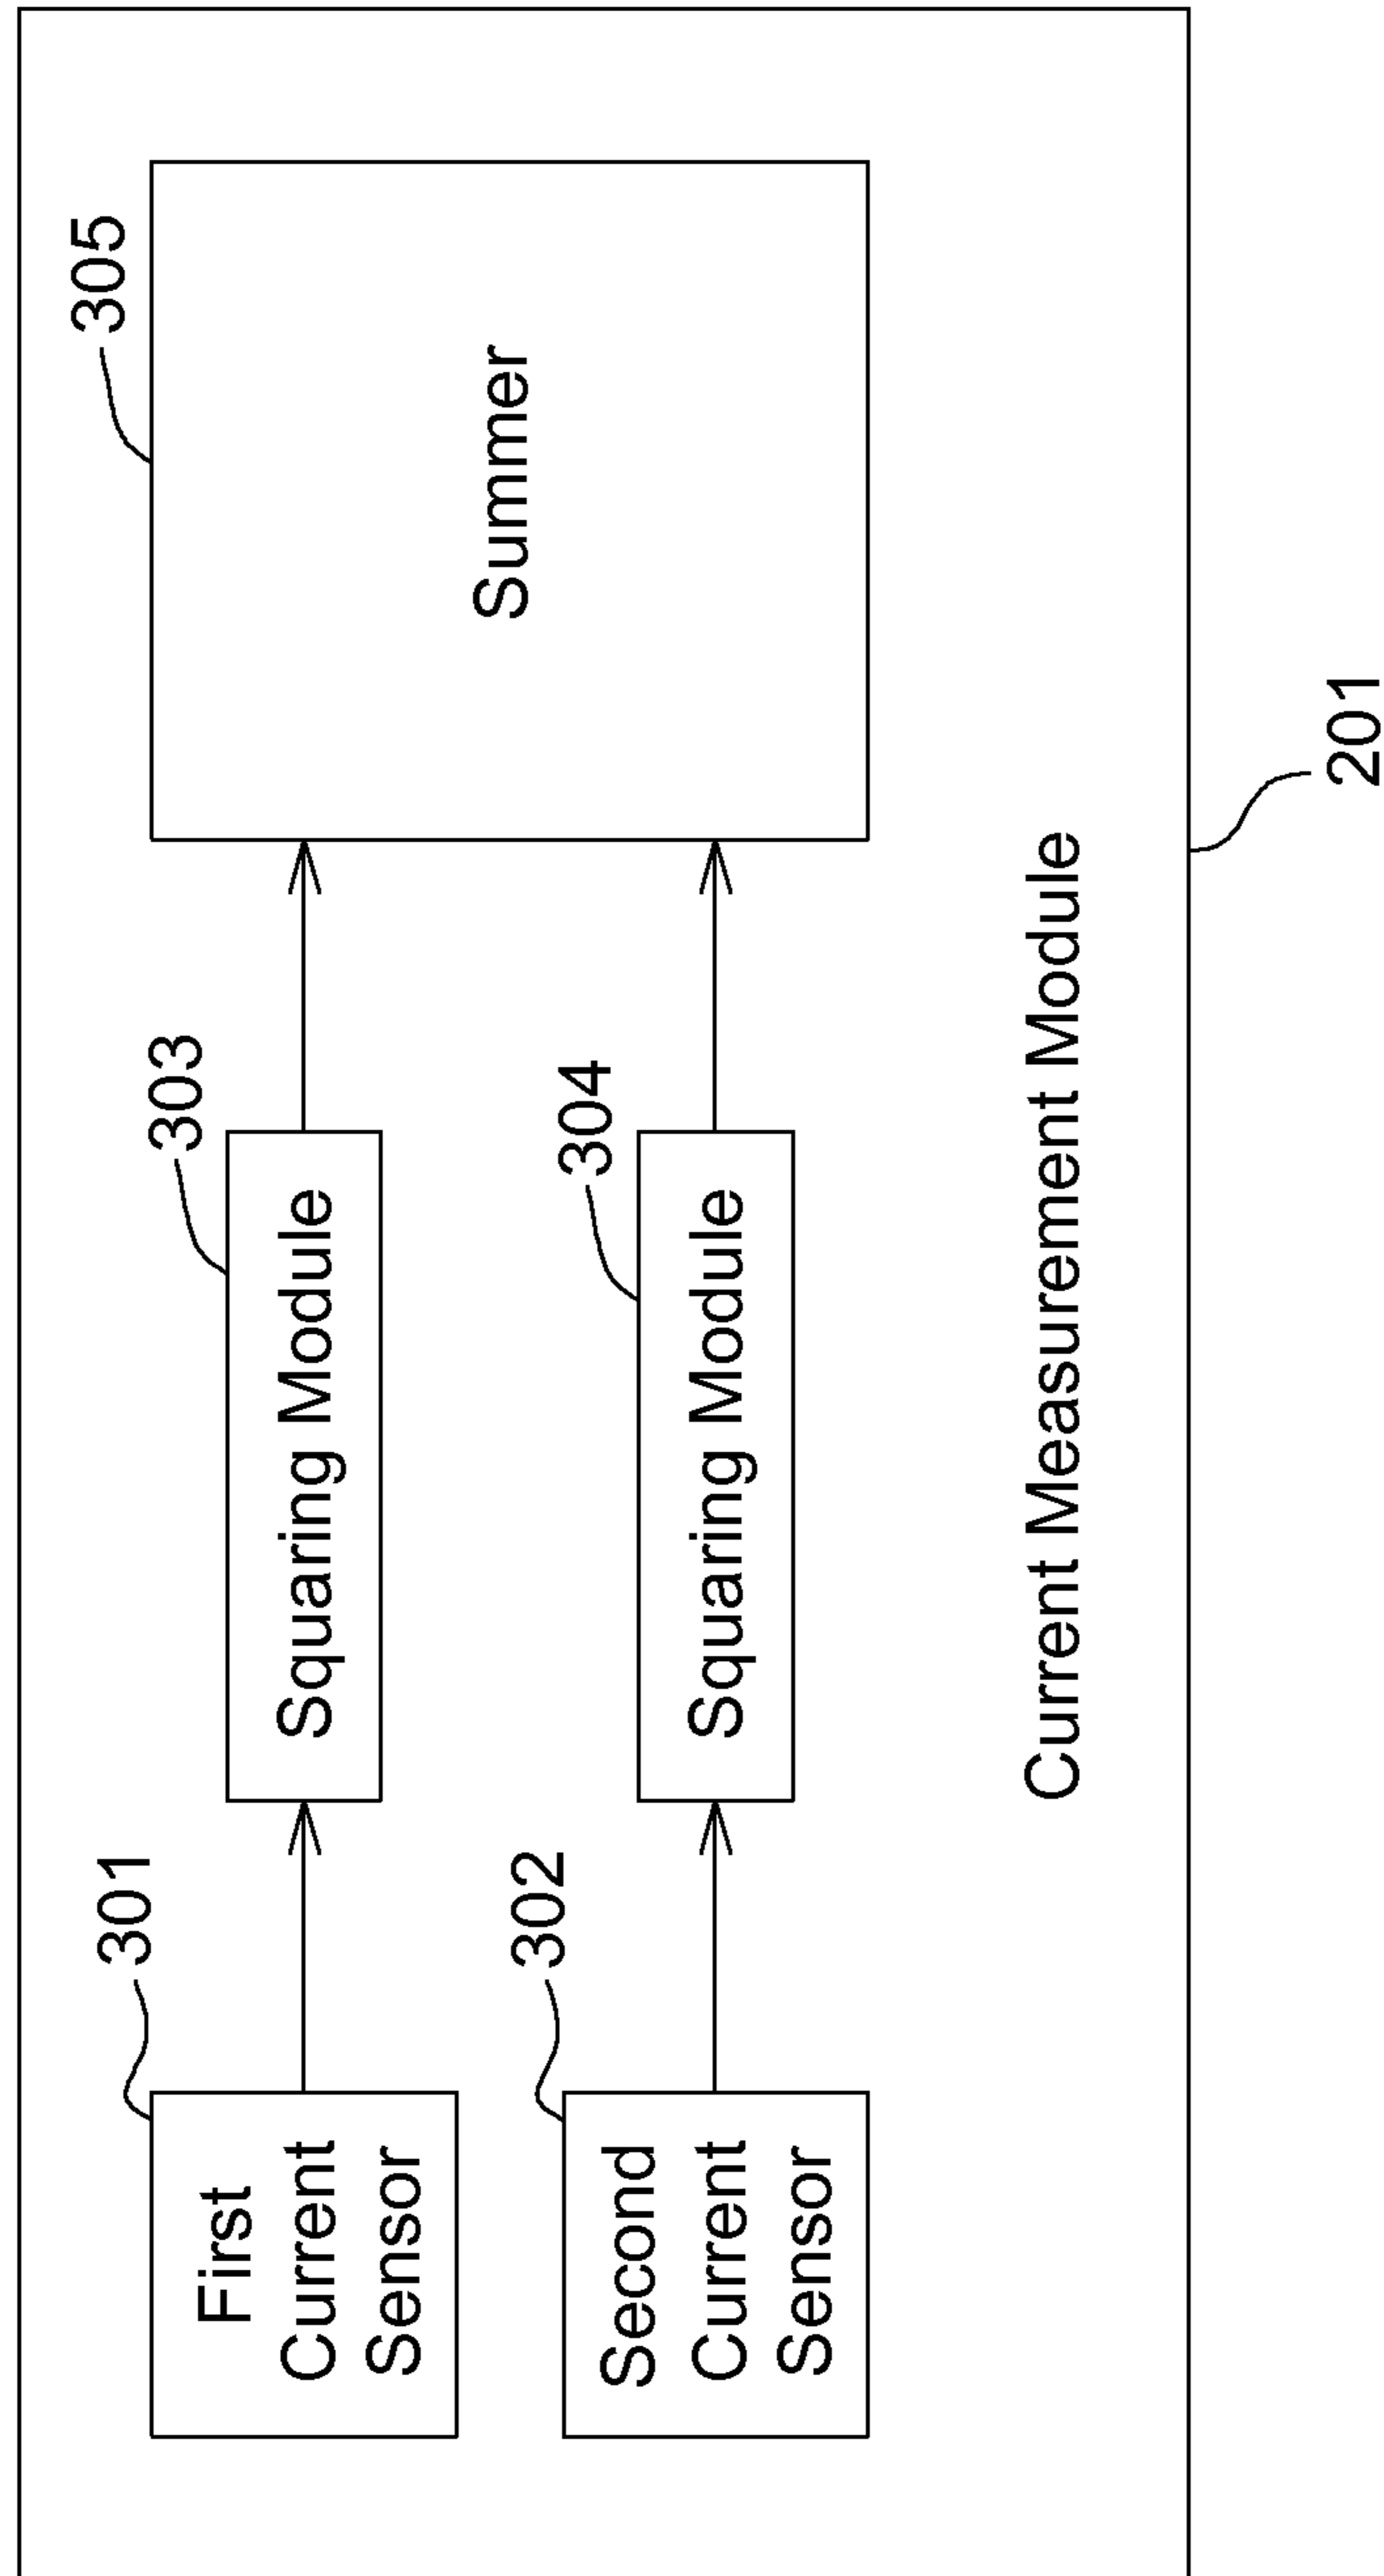 301
First
Current
Sensor
303
Squaring Module
305
Summer
302
Second
Current
Sensor
304
Squaring Module
Current Measurement Module
201